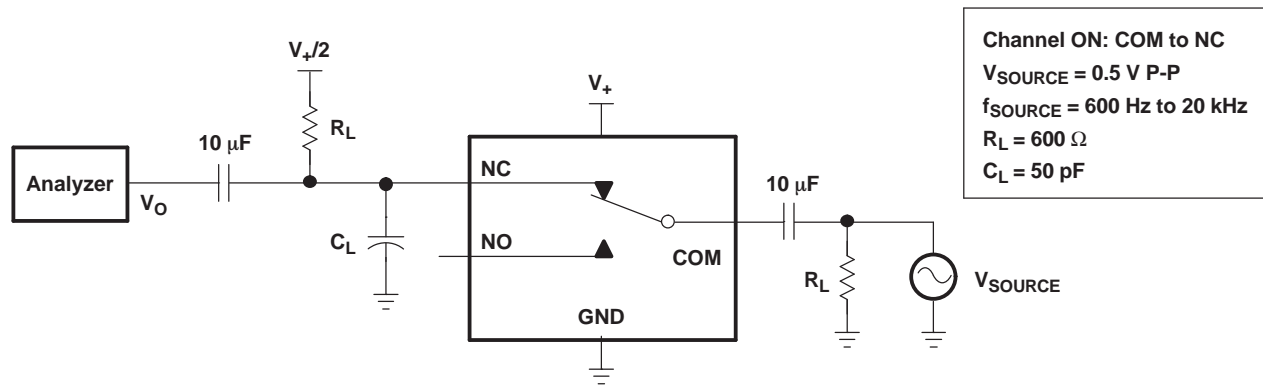 V+/2
V+
RL
10 μF
Analyzer
VO
NC
10 μF
CL
NO
COM
RL
VSOURCE
GND
Channel ON: COM to NC
VSOURCE = 0.5 V P-P
fSOURCE = 600 Hz to 20 kHz
RL = 600 Ω
CL = 50 pF